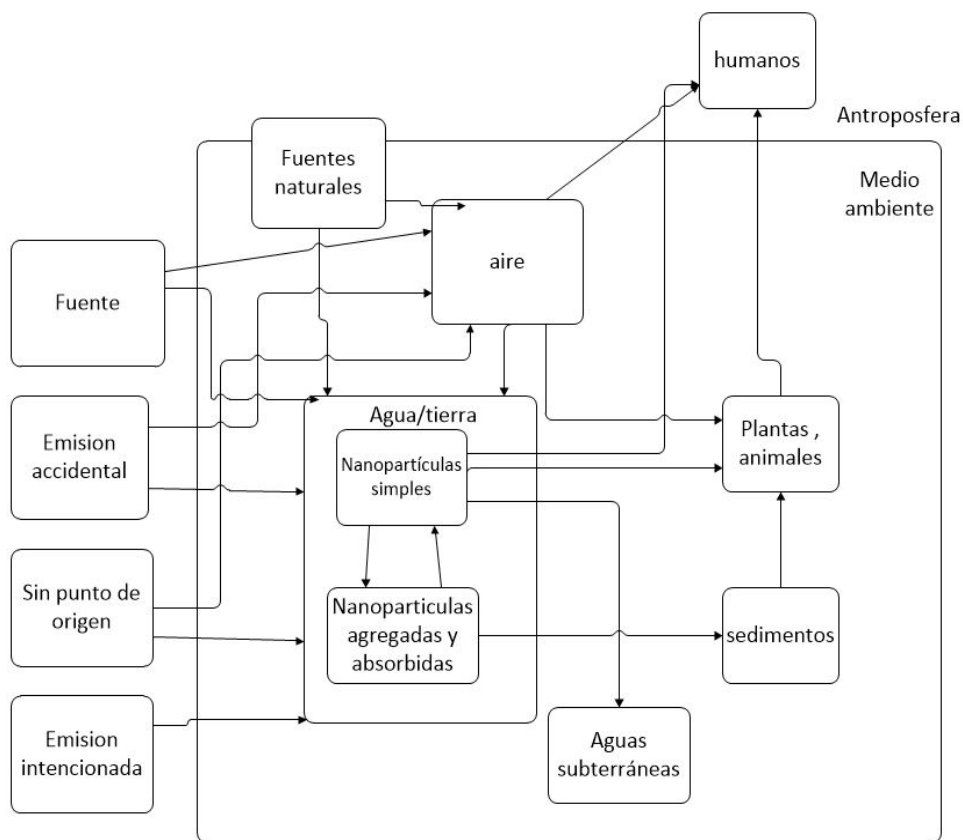 humanos
Antroposfera
Fuentes
naturales
Medio
ambiente
aire
Fuente
Agua/tierra
Emision
accidental
Plantas ,
animales
Nanopartículas
simples
Sin punto de
origen
Nanoparticulas
agregadas y
absorbidas
sedimentos
Emision
intencionada
Aguas
subterráneas